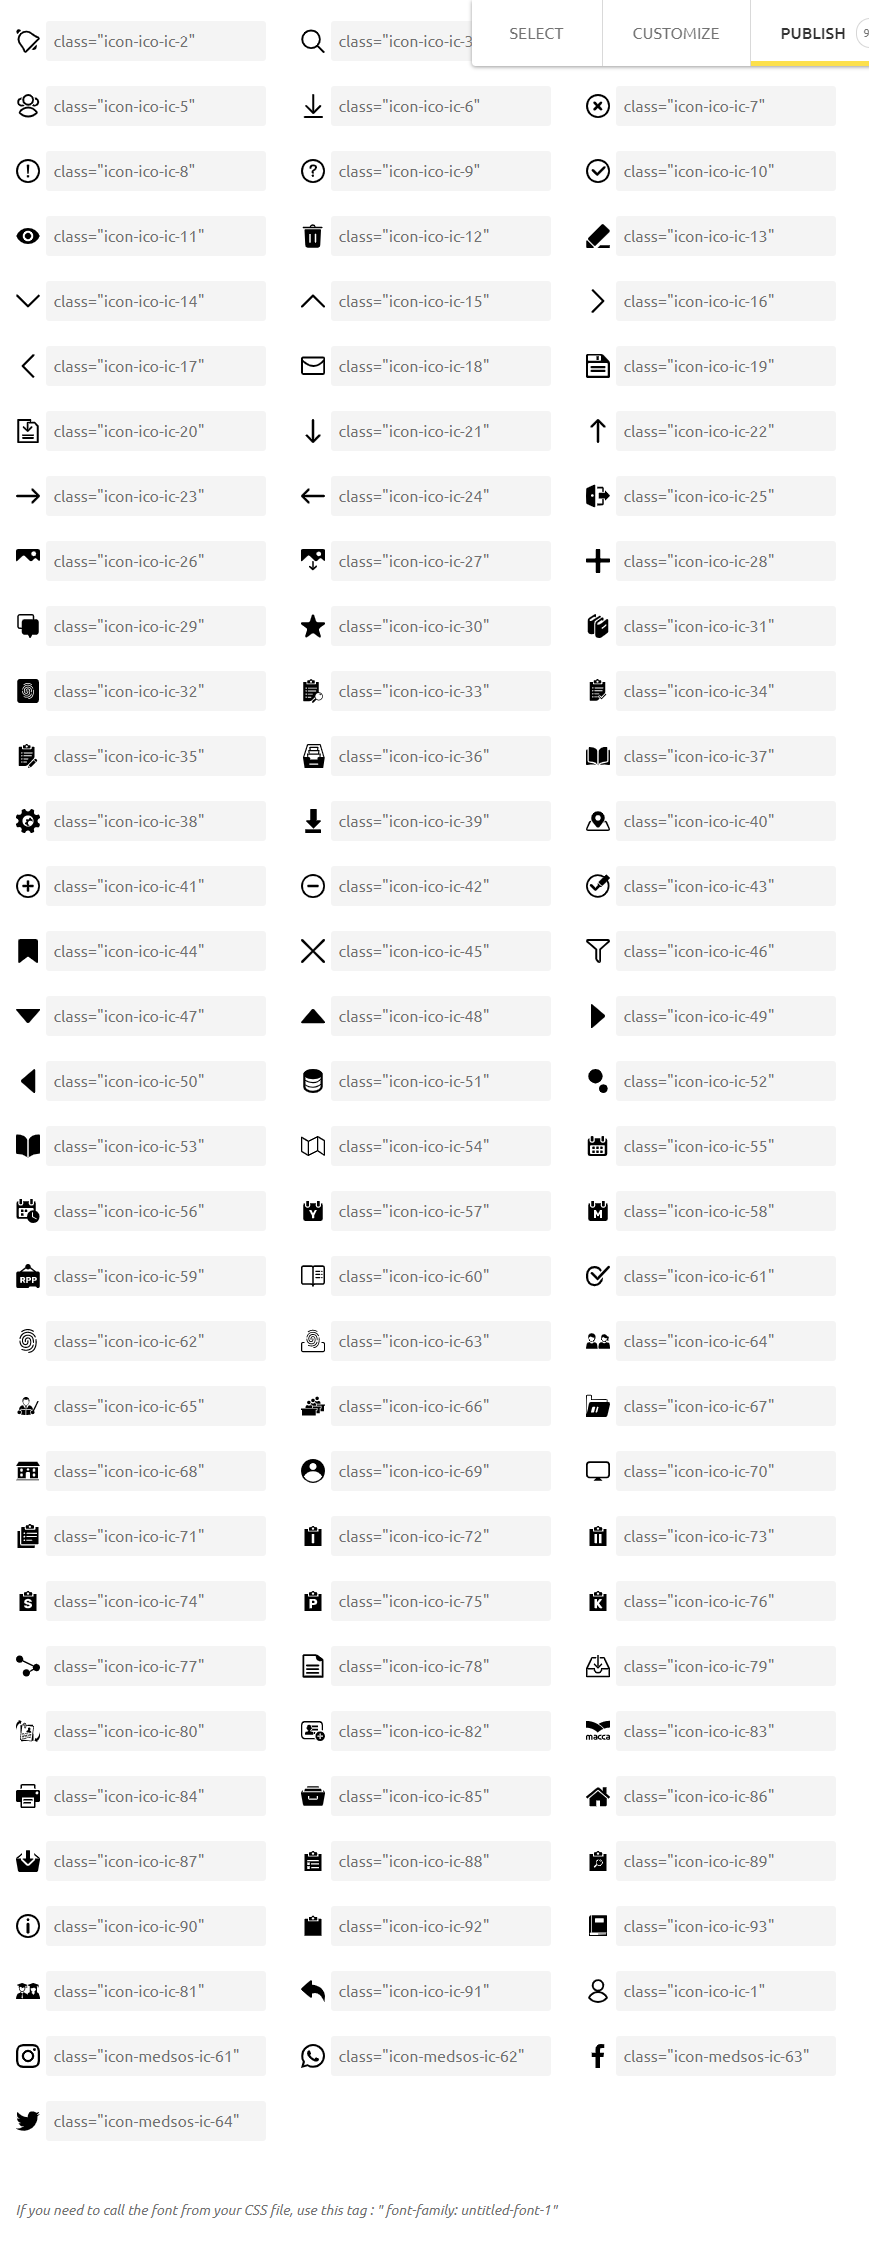 SELECT CUSTOMIZE PUBLISH 9
class="icon-ico-ic-2" class="icon-ico-ic-3
class="icon-ico-ic-5" class="icon-ico-ic-6" class="icon-ico-ic-7"
class="icon-ico-ic-8" class="icon-ico-ic-9" class="icon-ico-ic-10"
class="icon-ico-ic-11" class="icon-ico-ic-12" class="icon-ico-ic-13"
class="icon-ico-ic-14" class="icon-ico-ic-15" class="icon-ico-ic-16"
class="icon-ico-ic-17" class="icon-ico-ic-18" class="icon-ico-ic-19"
class="icon-ico-ic-20" class="icon-ico-ic-21" class="icon-ico-ic-22"
class="icon-ico-ic-23" class="icon-ico-ic-24" class="icon-ico-ic-25"
class="icon-ico-ic-26" class="icon-ico-ic-27" class="icon-ico-ic-28"
class="icon-ico-ic-29" class="icon-ico-ic-30" class="icon-ico-ic-31"
class="icon-ico-ic-32" class="icon-ico-ic-33" class="icon-ico-ic-34"
class="icon-ico-ic-35" class="icon-ico-ic-36" class="icon-ico-ic-37"
class="icon-ico-ic-38" class="icon-ico-ic-39" class="icon-ico-ic-40"
class="icon-ico-ic-41" class="icon-ico-ic-42" class="icon-ico-ic-43"
class="icon-ico-ic-44" class="icon-ico-ic-45" class="icon-ico-ic-46"
class="icon-ico-ic-47" class="icon-ico-ic-48" class="icon-ico-ic-49"
class="icon-ico-ic-50" class="icon-ico-ic-51" class="icon-ico-ic-52"
class="icon-ico-ic-53" class="icon-ico-ic-54" class="icon-ico-ic-55"
class="icon-ico-ic-56" Y class="icon-ico-ic-57" M class="icon-ico-ic-58"
RPP class="icon-ico-ic-59" class="icon-ico-ic-60" class="icon-ico-ic-61"
class="icon-ico-ic-62" class="icon-ico-ic-63" class="icon-ico-ic-64"
class="icon-ico-ic-65" class="icon-ico-ic-66" class="icon-ico-ic-67"
class="icon-ico-ic-68" class="icon-ico-ic-69" class="icon-ico-ic-70"
class="icon-ico-ic-71" I class="icon-ico-ic-72" II class="icon-ico-ic-73"
S class="icon-ico-ic-74" P class="icon-ico-ic-75" K class="icon-ico-ic-76"
class="icon-ico-ic-77" class="icon-ico-ic-78" class="icon-ico-ic-79"
class="icon-ico-ic-80" class="icon-ico-ic-82" macca class="icon-ico-ic-83"
class="icon-ico-ic-84" class="icon-ico-ic-85" class="icon-ico-ic-86"
class="icon-ico-ic-87" class="icon-ico-ic-88" class="icon-ico-ic-89"
class="icon-ico-ic-90" class="icon-ico-ic-92" class="icon-ico-ic-93"
class="icon-ico-ic-81" class="icon-ico-ic-91" class="icon-ico-ic-1"
class="icon-medsos-ic-61" class="icon-medsos-ic-62" class="icon-medsos-ic-63"
class="icon-medsos-ic-64"
If you need to call the font from your CSS file, use this tag : " font-family: untitled-font-1"